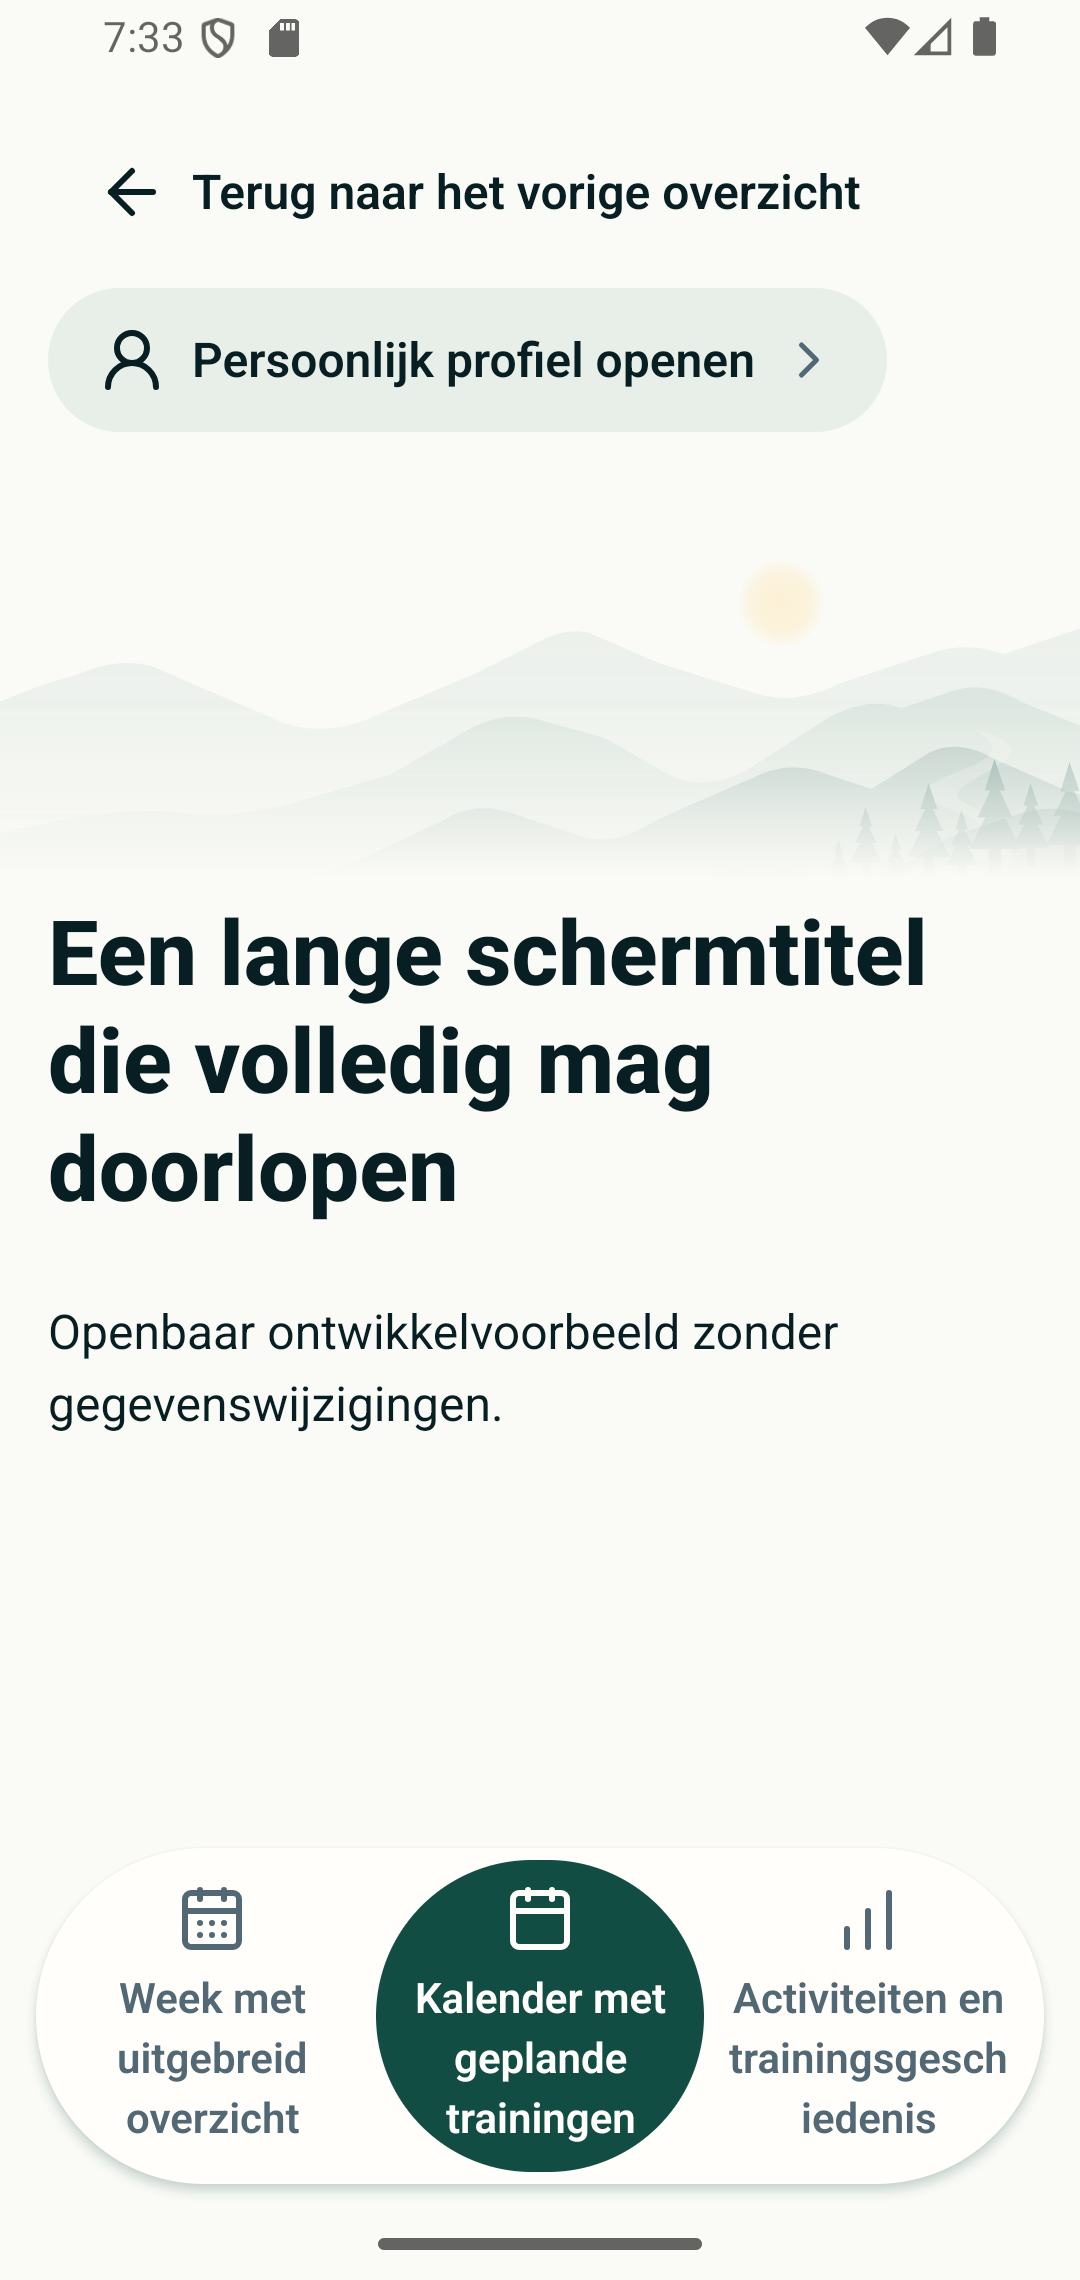 7:33
Terug naar het vorige overzicht
Persoonlijk profiel openen
Een lange schermtitel
die volledig mag
doorlopen
Openbaar ontwikkelvoorbeeld zonder
gegevenswijzigingen.
Week met
uitgebreid
overzicht
Kalender met
geplande
trainingen
Activiteiten en
trainingsgesch
iedenis